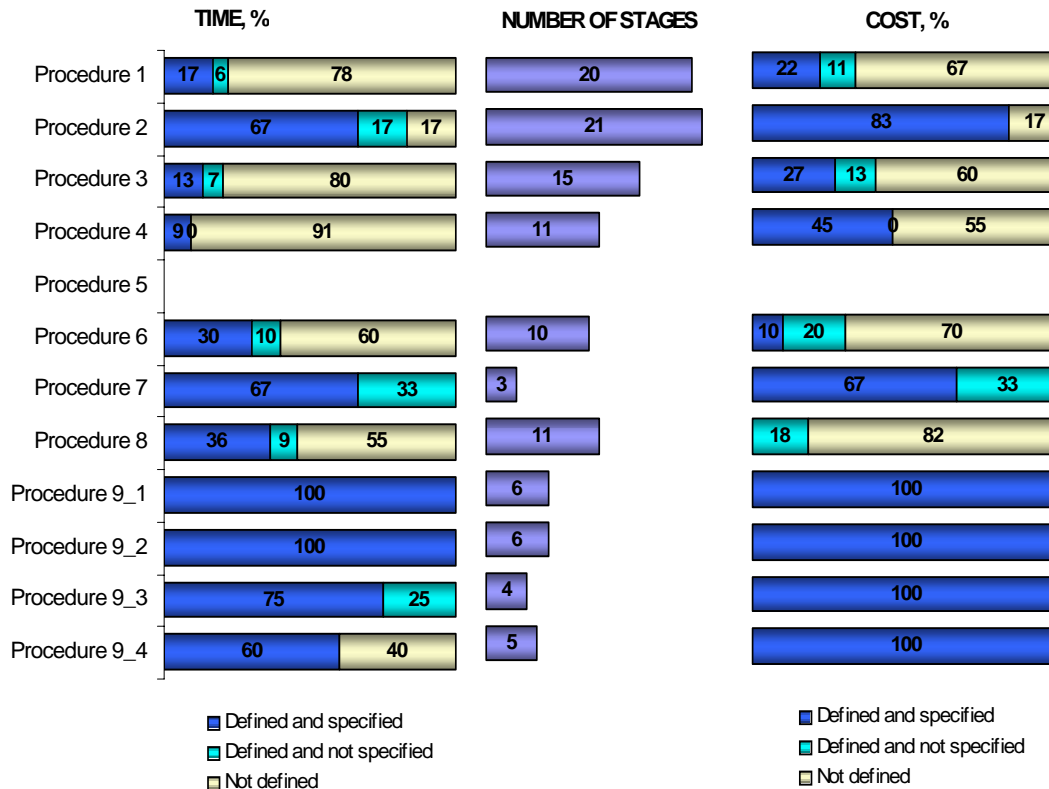 TIME, % NUMBER OF STAGES COST, %
Procedure 1 17 6 78 20 22 11 67
Procedure 2 67 17 17 21 83 17
Procedure 3 13 7 80 15 27 13 60
Procedure 4 9 0 91 11 45 0 55
Procedure 5
Procedure 6 30 10 60 10 10 20 70
Procedure 7 67 33 3 67 33
Procedure 8 36 9 55 11 18 82
Procedure 9_1 100 6 100
Procedure 9_2 100 6 100
Procedure 9_3 75 25 4 100
Procedure 9_4 60 40 5 100
Defined and specified Defined and specified
Defined and not specified Defined and not specified
Not defined Not defined